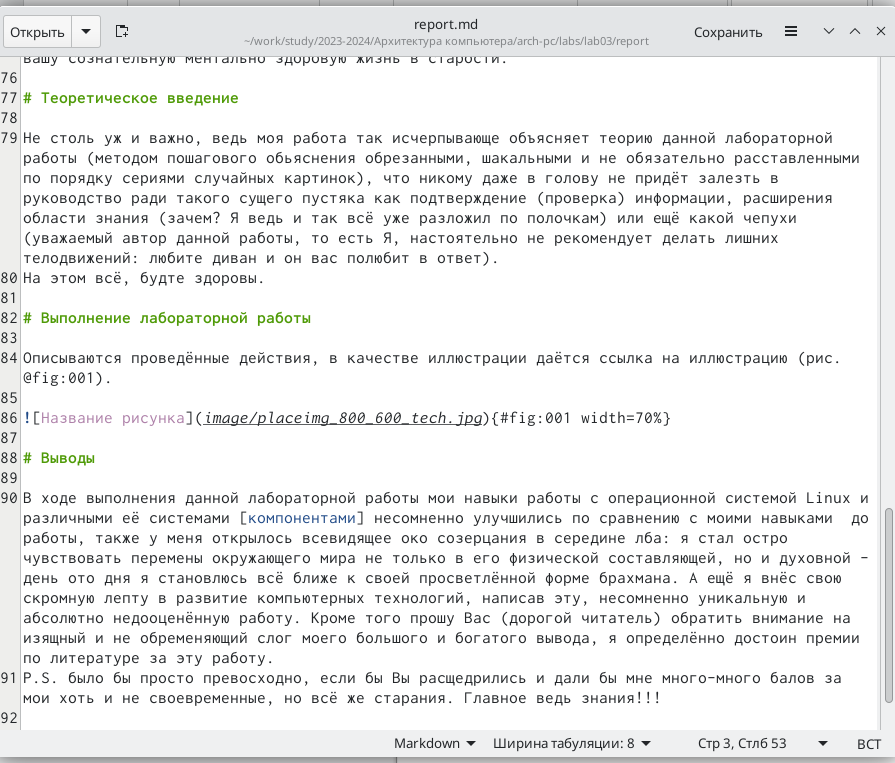 report.md
Открыть
~/work/study/2023-2024/Архитектура компьютера/arch-pc/labs/lab03/report
Сохранить
вашу сознательную ментально здоровую жизнь в старости.
76
77 # Теоретическое введение
78
79 Не столь уж и важно, ведь моя работа так исчерпывающе объясняет теорию данной лабораторной
работы (методом пошагового обьяснения обрезанными, шакальными и не обязательно расставленными
по порядку сериями случайных картинок), что никому даже в голову не придёт залезть в
руководство ради такого сущего пустяка как подтверждение (проверка) информации, расширения
области знания (зачем? Я ведь и так всё уже разложил по полочкам) или ещё какой чепухи
(уважаемый автор данной работы, то есть Я, настоятельно не рекомендует делать лишних
телодвижений: любите диван и он вас полюбит в ответ).
80 На этом всё, будте здоровы.
81
82 # Выполнение лабораторной работы
83
84 Описываются проведённые действия, в качестве иллюстрации даётся ссылка на иллюстрацию (рис.
@fig:001).
85
86 ![Название рисунка](image/placeimg_800_600_tech.jpg){#fig:001 width=70%}
87
88 # Выводы
89
90 В ходе выполнения данной лабораторной работы мои навыки работы с операционной системой Linux и
различными её системами [компонентами] несомненно улучшились по сравнению с моими навыками  до
работы, также у меня открылось всевидящее око созерцания в середине лба: я стал остро
чувствовать перемены окружающего мира не только в его физической составляющей, но и духовной –
день ото дня я становлюсь всё ближе к своей просветлённой форме брахмана. А ещё я внёс свою
скромную лепту в развитие компьютерных технологий, написав эту, несомненно уникальную и
абсолютно недооценённую работу. Кроме того прошу Вас (дорогой читатель) обратить внимание на
изящный и не обременяющий слог моего большого и богатого вывода, я определённо достоин премии
по литературе за эту работу.
91 P.S. было бы просто превосходно, если бы Вы расщедрились и дали бы мне много-много балов за
мои хоть и не своевременные, но всё же старания. Главное ведь знания!!!
92
Markdown Ширина табуляции: 8 Стр 3, Стлб 53 ВСТ